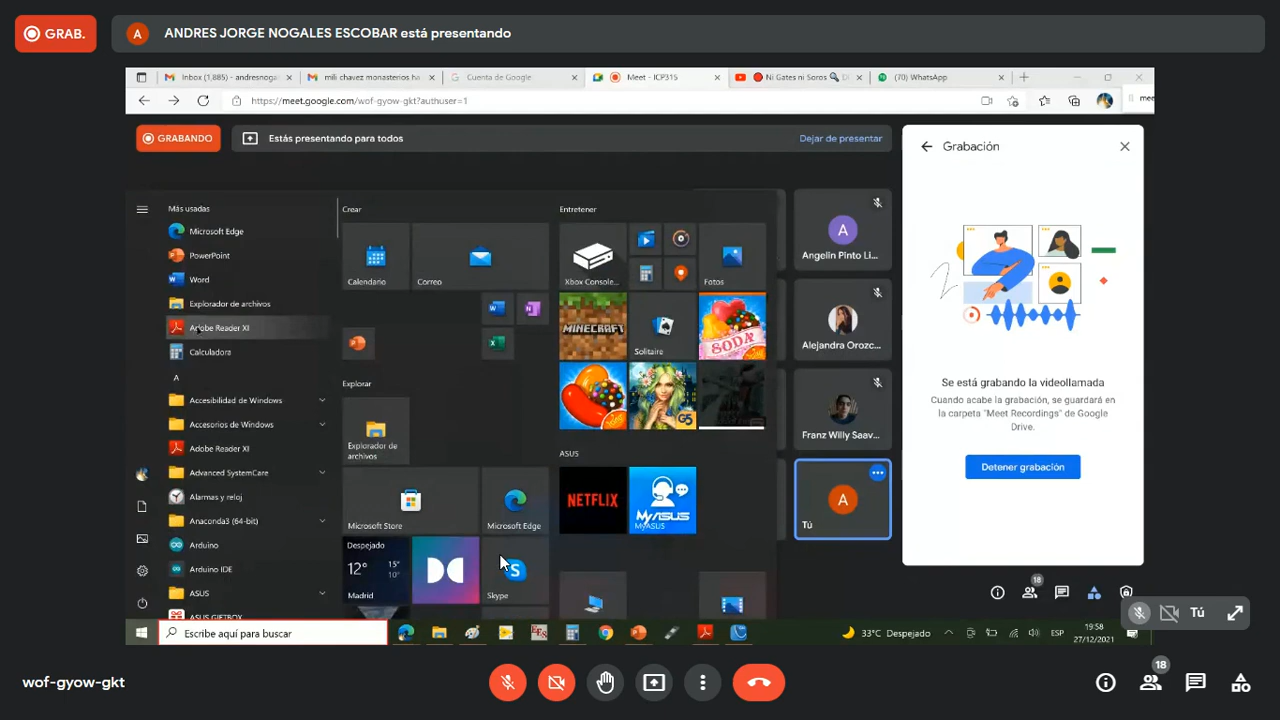 GRAB.
A
ANDRES JORGE NOGALES ESCOBAR está presentando
Inbox (1,885) - andresnoga
mili chavez monasterios ha
Cuenta de Google
Meet - ICP315
Ni Gates ni Soros
(70) WhatsApp
https://meet.google.com/wof-gyow-gkt?authuser=1
mee
GRABANDO
Estás presentando para todos
Dejar de presentar
Grabación
Más usadas
Microsoft Edge
PowerPoint
Word
Explorador de archivos
Adobe Reader XI
Calculadora
A
Accesibilidad de Windows
Accesorios de Windows
Adobe Reader XI
Advanced SystemCare
Alarmas y reloj
Anaconda3 (64-bit)
Arduino
Arduino IDE
ASUS
ASUS GIFTBOX
Crear
Calendario
Correo
Explorar
Explorador de
archivos
Microsoft Store
Microsoft Edge
Despejado
12°
15°
10°
Madrid
Skype
Entretener
Xbox Console...
Fotos
MINECRAFT
Solitaire
SODA
G5
ASUS
NETFLIX
MyASUS
MyASUS
A
Angelin Pinto Li...
Alejandra Orozc...
Franz Willy Saav...
A
Tú
Se está grabando la videollamada
Cuando acabe la grabación, se guardará en
la carpeta "Meet Recordings" de Google
Drive.
Detener grabación
18
Tú
Escribe aquí para buscar
33°C Despejado
ESP
19:58
27/12/2021
wof-gyow-gkt
18